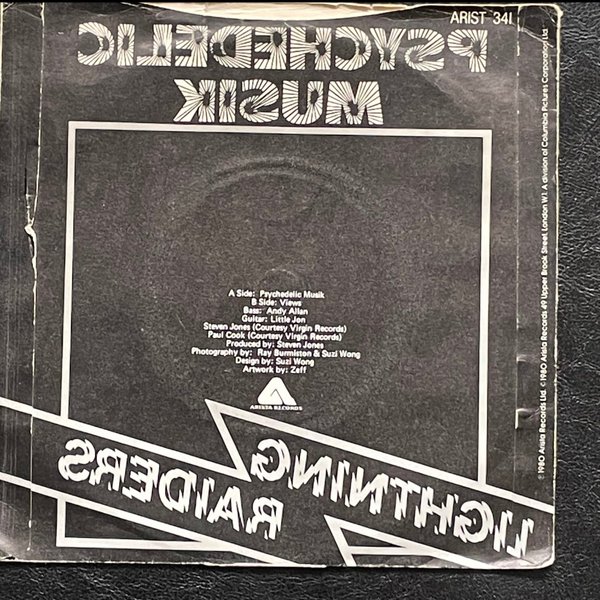 ARIST 341
PSYCHEDELIC
MUSIK
A Side: Psychedelic Musik
B Side: Views
Bass: Andy Allan
Guitar: Little Jon
Steven Jones (Courtesy Virgin Records)
Paul Cook (Courtesy Virgin Records)
Produced by: Steven Jones
Photography by: Ray Burmiston & Suzi Wong
Design by: Suzi Wong
Artwork by: Zeff
ARISTA RECORDS
LIGHTNING
RAIDERS
℗ 1980 Arista Records Ltd. © 1980 Arista Records 49 Upper Brook Street, London W.1. A division of Columbia Pictures Corporation Ltd.